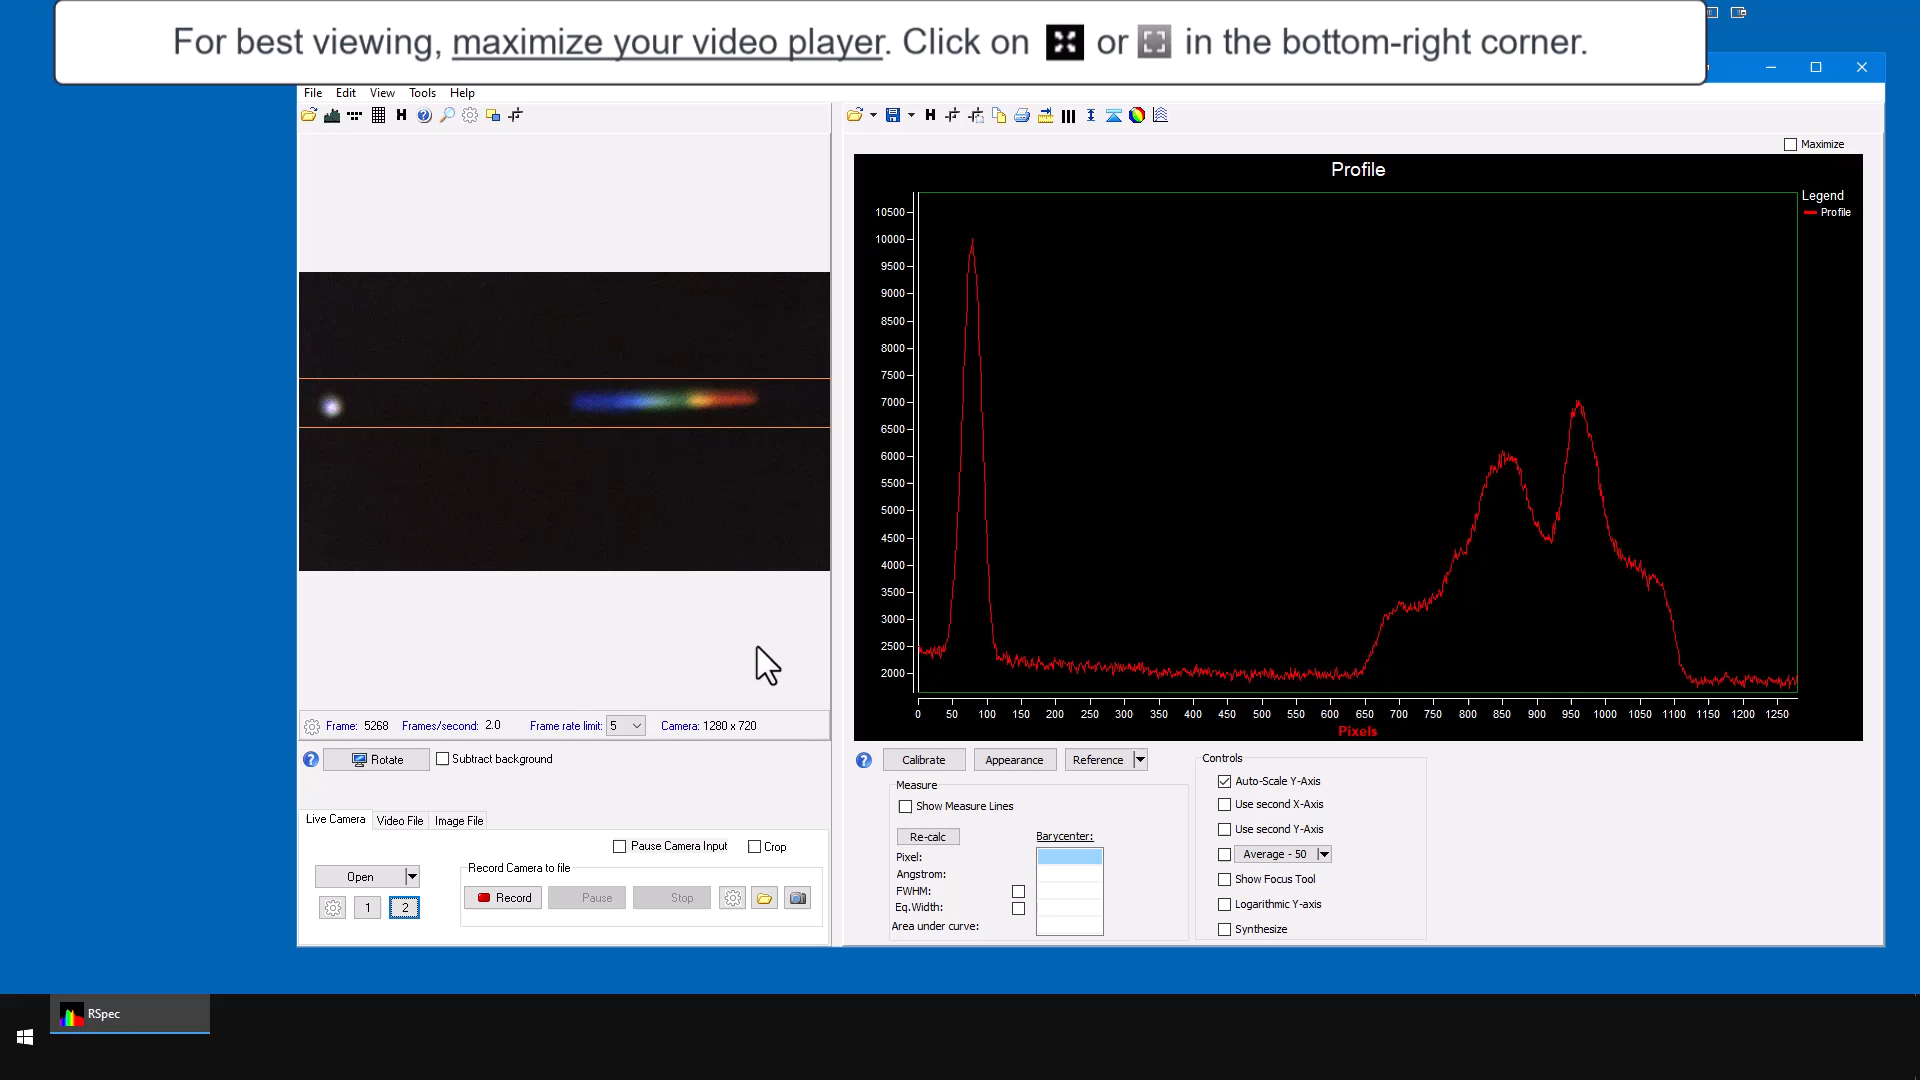 For best viewing, maximize your video player. Click on or in the bottom-right corner.
File Edit View Tools Help
H
H
Maximize
Profile
Legend
Profile
10500
10000
9500
9000
8500
8000
7500
7000
6500
6000
5500
5000
4500
4000
3500
3000
2500
2000
0 50 100 150 200 250 300 350 400 450 500 550 600 650 700 750 800 850 900 950 1000 1050 1100 1150 1200 1250
Pixels
Frame: 5268 Frames/second: 2.0 Frame rate limit: 5 Camera: 1280 x 720
Rotate Subtract background
Live Camera Video File Image File
Pause Camera Input Crop
Open
1 2
Record Camera to file
Record Pause Stop
Calibrate Appearance Reference
Measure
Show Measure Lines
Re-calc Barycenter:
Pixel:
Angstrom:
FWHM:
Eq.Width:
Area under curve:
Controls
Auto-Scale Y-Axis
Use second X-Axis
Use second Y-Axis
Average - 50
Show Focus Tool
Logarithmic Y-axis
Synthesize
RSpec